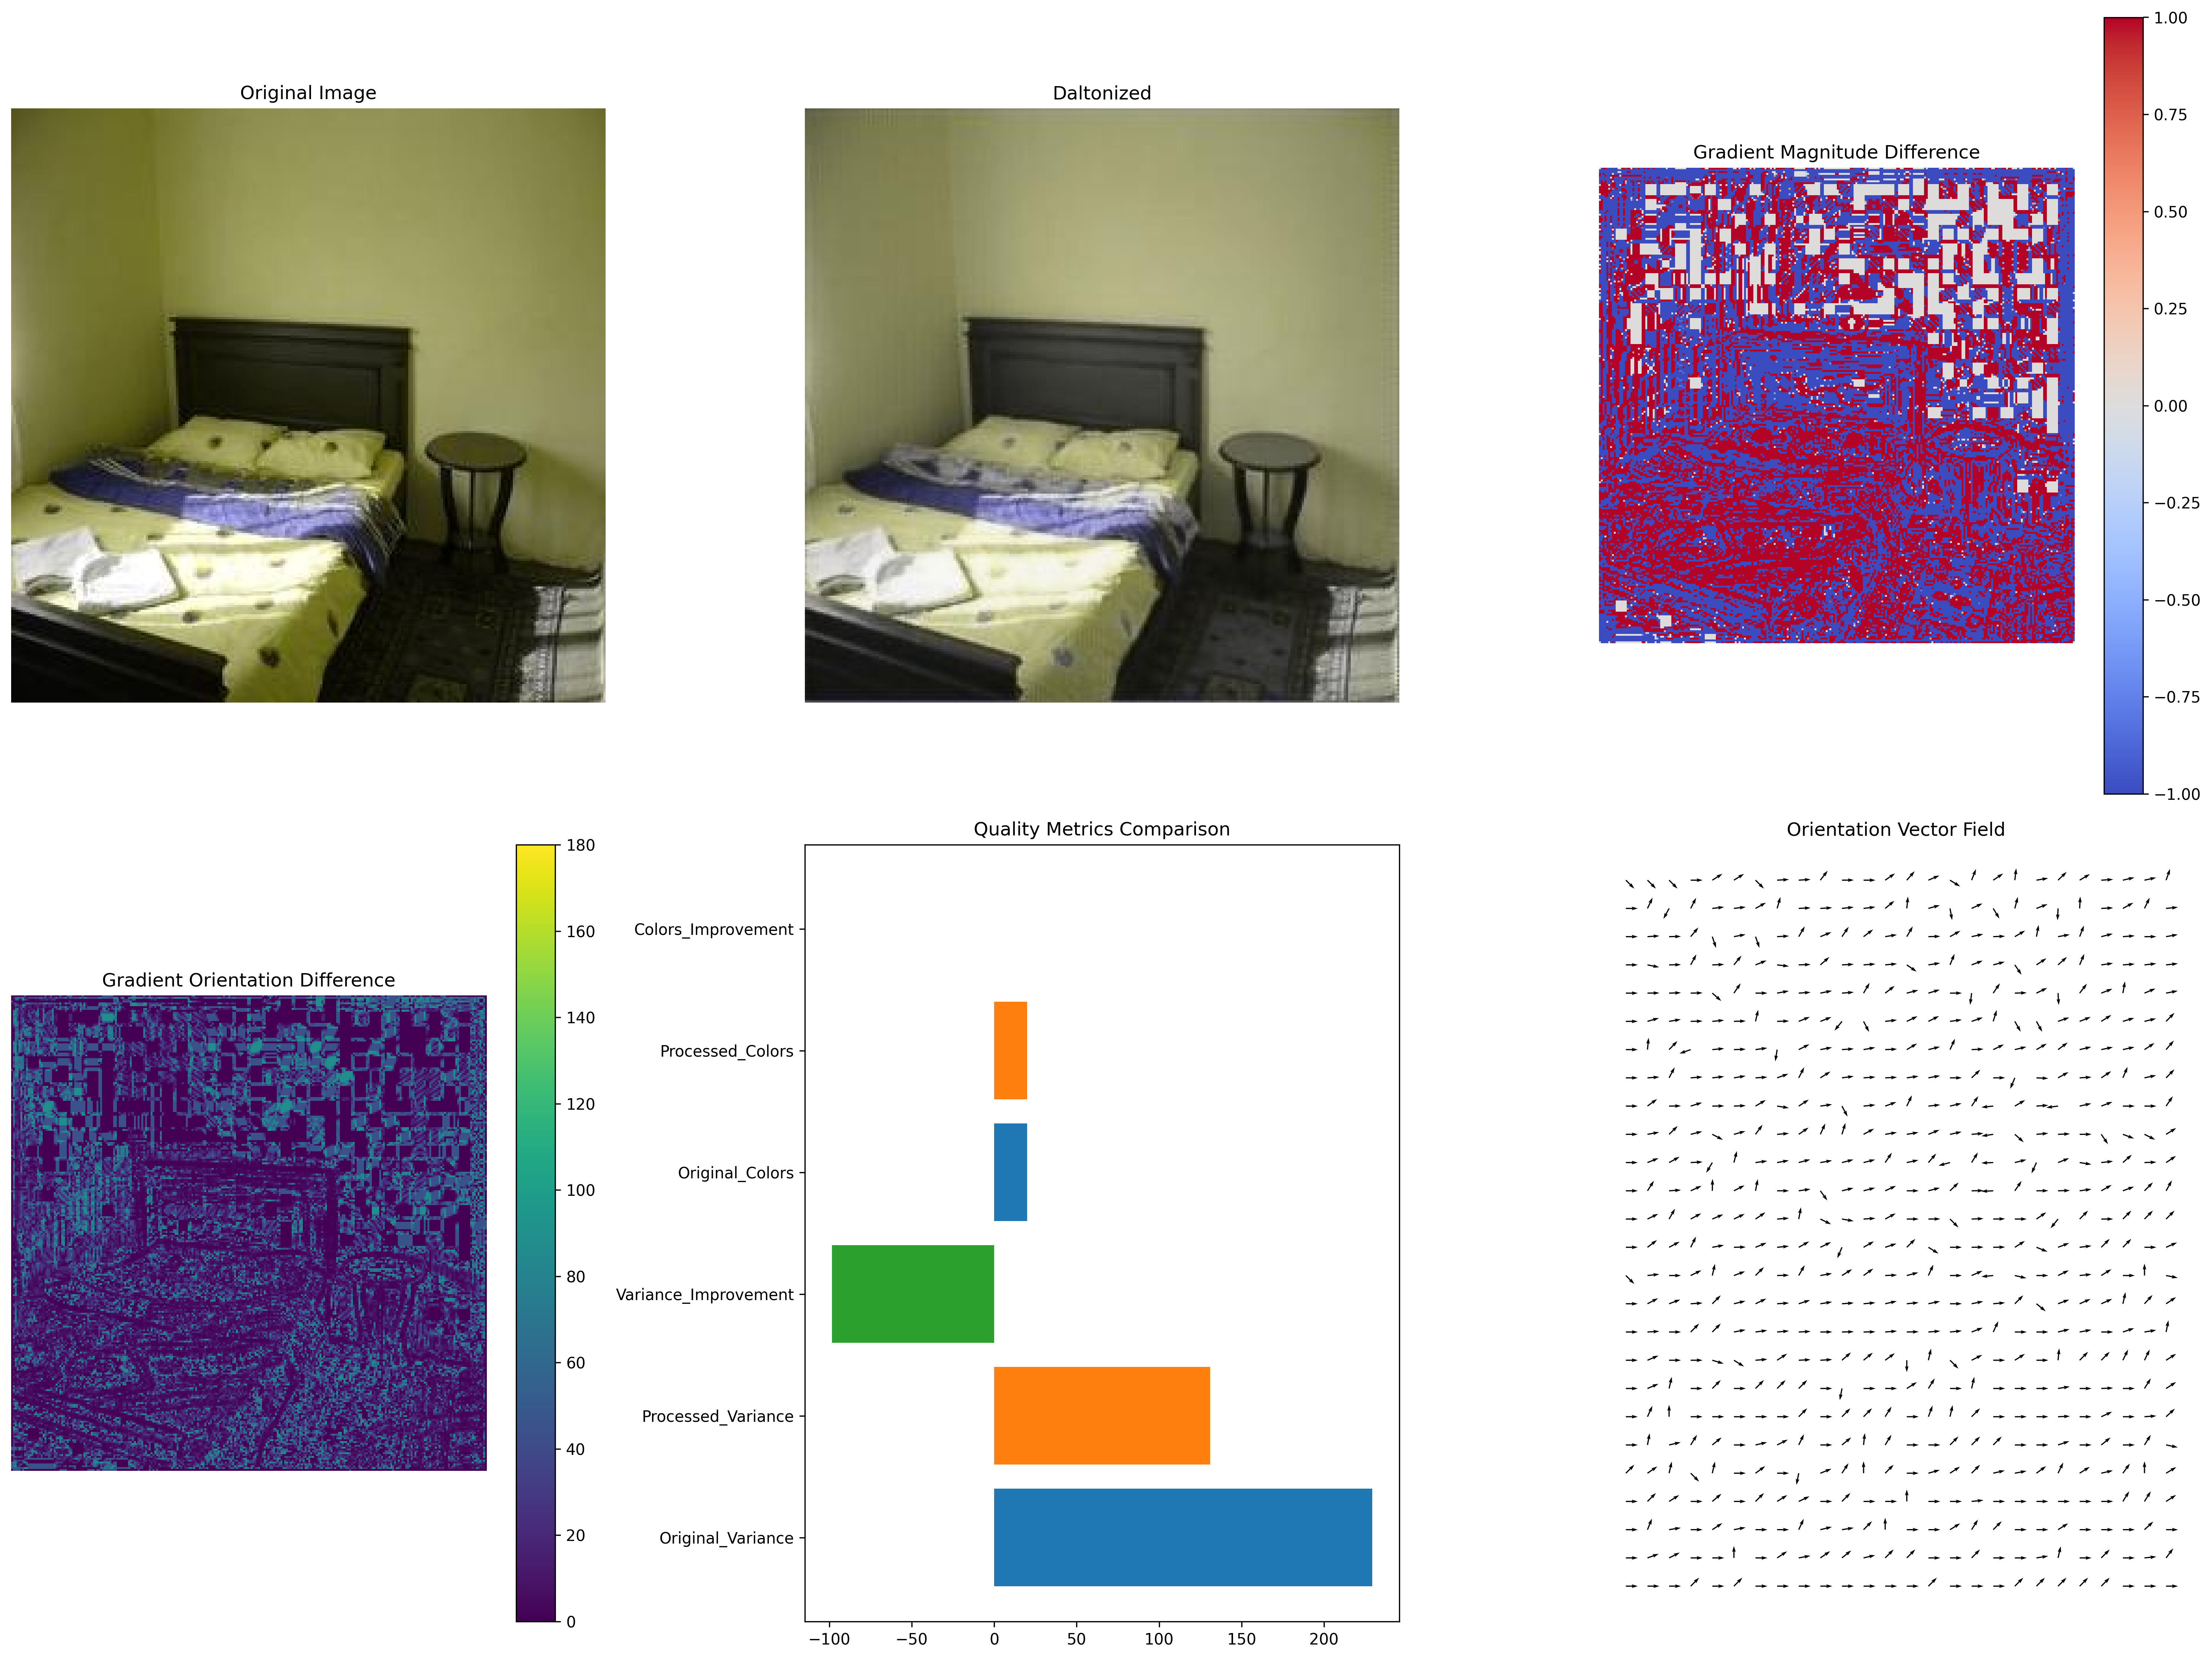 Original Image
Daltonized
Gradient Magnitude Difference
1.00
0.75
0.50
0.25
0.00
−0.25
−0.50
−0.75
−1.00
Gradient Orientation Difference
180
160
140
120
100
80
60
40
20
0
Quality Metrics Comparison
Colors_Improvement
Processed_Colors
Original_Colors
Variance_Improvement
Processed_Variance
Original_Variance
−100 −50 0 50 100 150 200
Orientation Vector Field